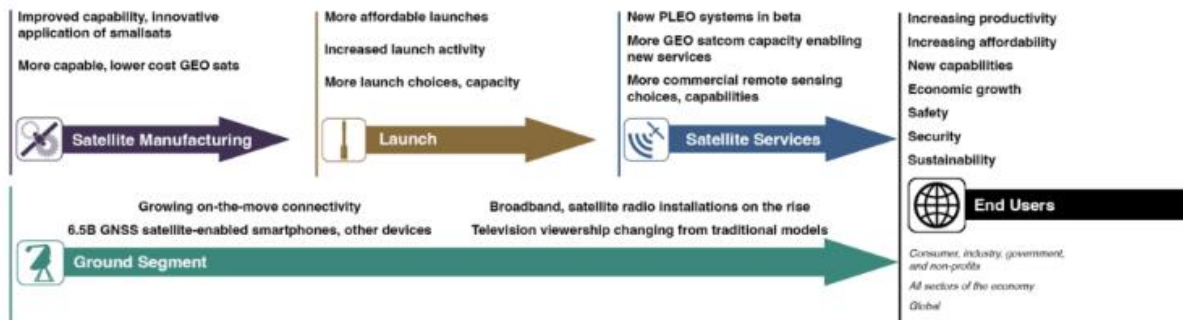 Improved capability, innovative
application of smallsats
More capable, lower cost GEO sats
Satellite Manufacturing
More affordable launches
Increased launch activity
More launch choices, capacity
Launch
New PLEO systems in beta
More GEO satcom capacity enabling
new services
More commercial remote sensing
choices, capabilities
Satellite Services
Growing on-the-move connectivity
6.5B GNSS satellite-enabled smartphones, other devices
Broadband, satellite radio installations on the rise
Television viewership changing from traditional models
Ground Segment
Increasing productivity
Increasing affordability
New capabilities
Economic growth
Safety
Security
Sustainability
End Users
Consumer, industry, government,
and non-profits
All sectors of the economy
Global